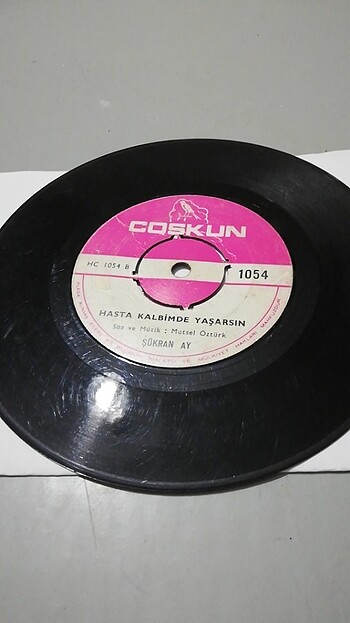 COŞKUN
HC 1054 B
1054
HASTA KALBİMDE YAŞARSIN
Söz ve Müzik : Mutsel Öztürk
ŞÜKRAN AY